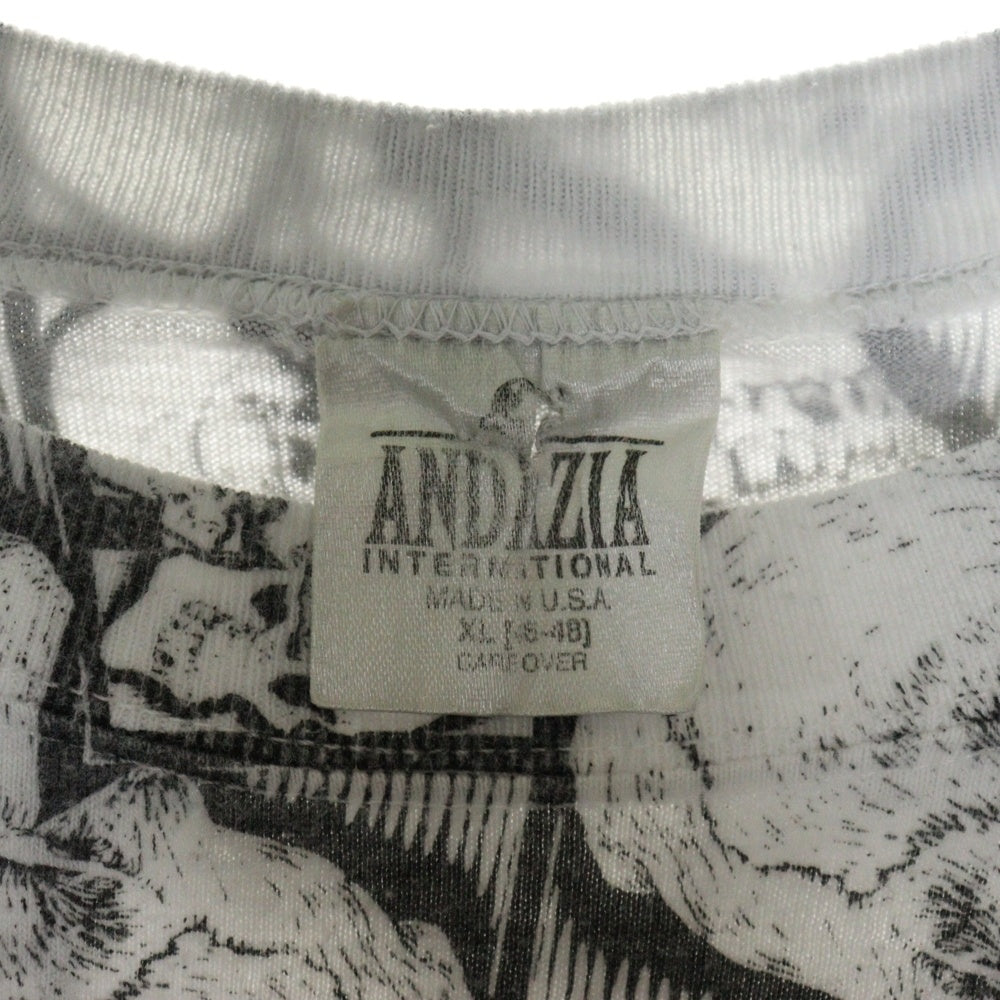 ANDAZIA
INTERNATIONAL
MADE IN U.S.A.
XL [46-48]
CARE OVER